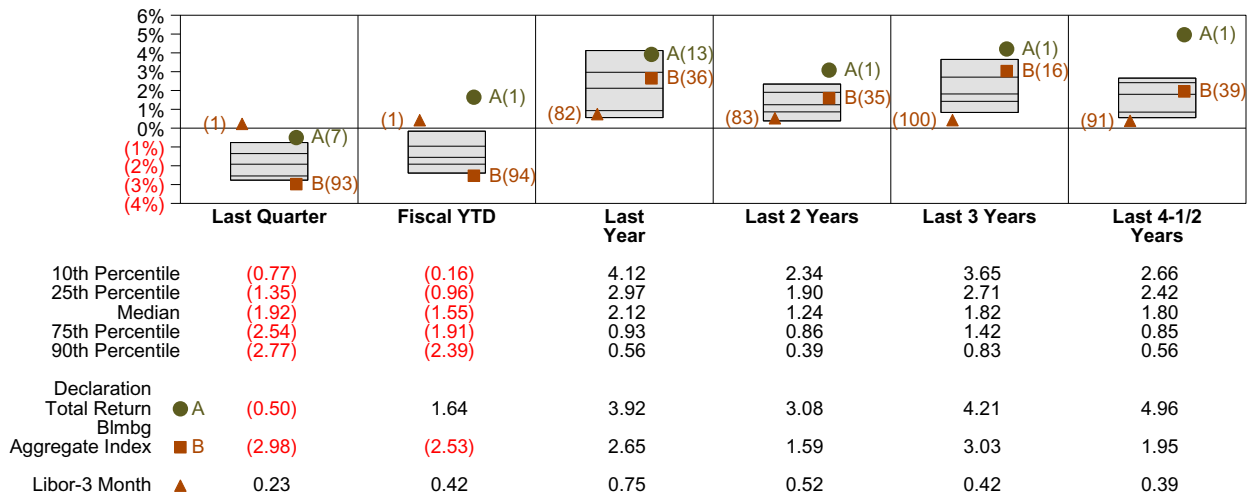 6%
5%
4%
3%
2%
1%
0%
(1%)
(2%)
(3%)
(4%)
(1)
A(7)
B(93)
(1)
A(1)
B(94)
(82)
A(13)
B(36)
(83)
A(1)
B(35)
(100)
A(1)
B(16)
(91)
A(1)
B(39)
Last Quarter Fiscal YTD Last Year Last 2 Years Last 3 Years Last 4-1/2 Years
10th Percentile (0.77) (0.16) 4.12 2.34 3.65 2.66
25th Percentile (1.35) (0.96) 2.97 1.90 2.71 2.42
Median (1.92) (1.55) 2.12 1.24 1.82 1.80
75th Percentile (2.54) (1.91) 0.93 0.86 1.42 0.85
90th Percentile (2.77) (2.39) 0.56 0.39 0.83 0.56
Declaration
Total Return A (0.50) 1.64 3.92 3.08 4.21 4.96
Blmbg
Aggregate Index B (2.98) (2.53) 2.65 1.59 3.03 1.95
Libor-3 Month 0.23 0.42 0.75 0.52 0.42 0.39